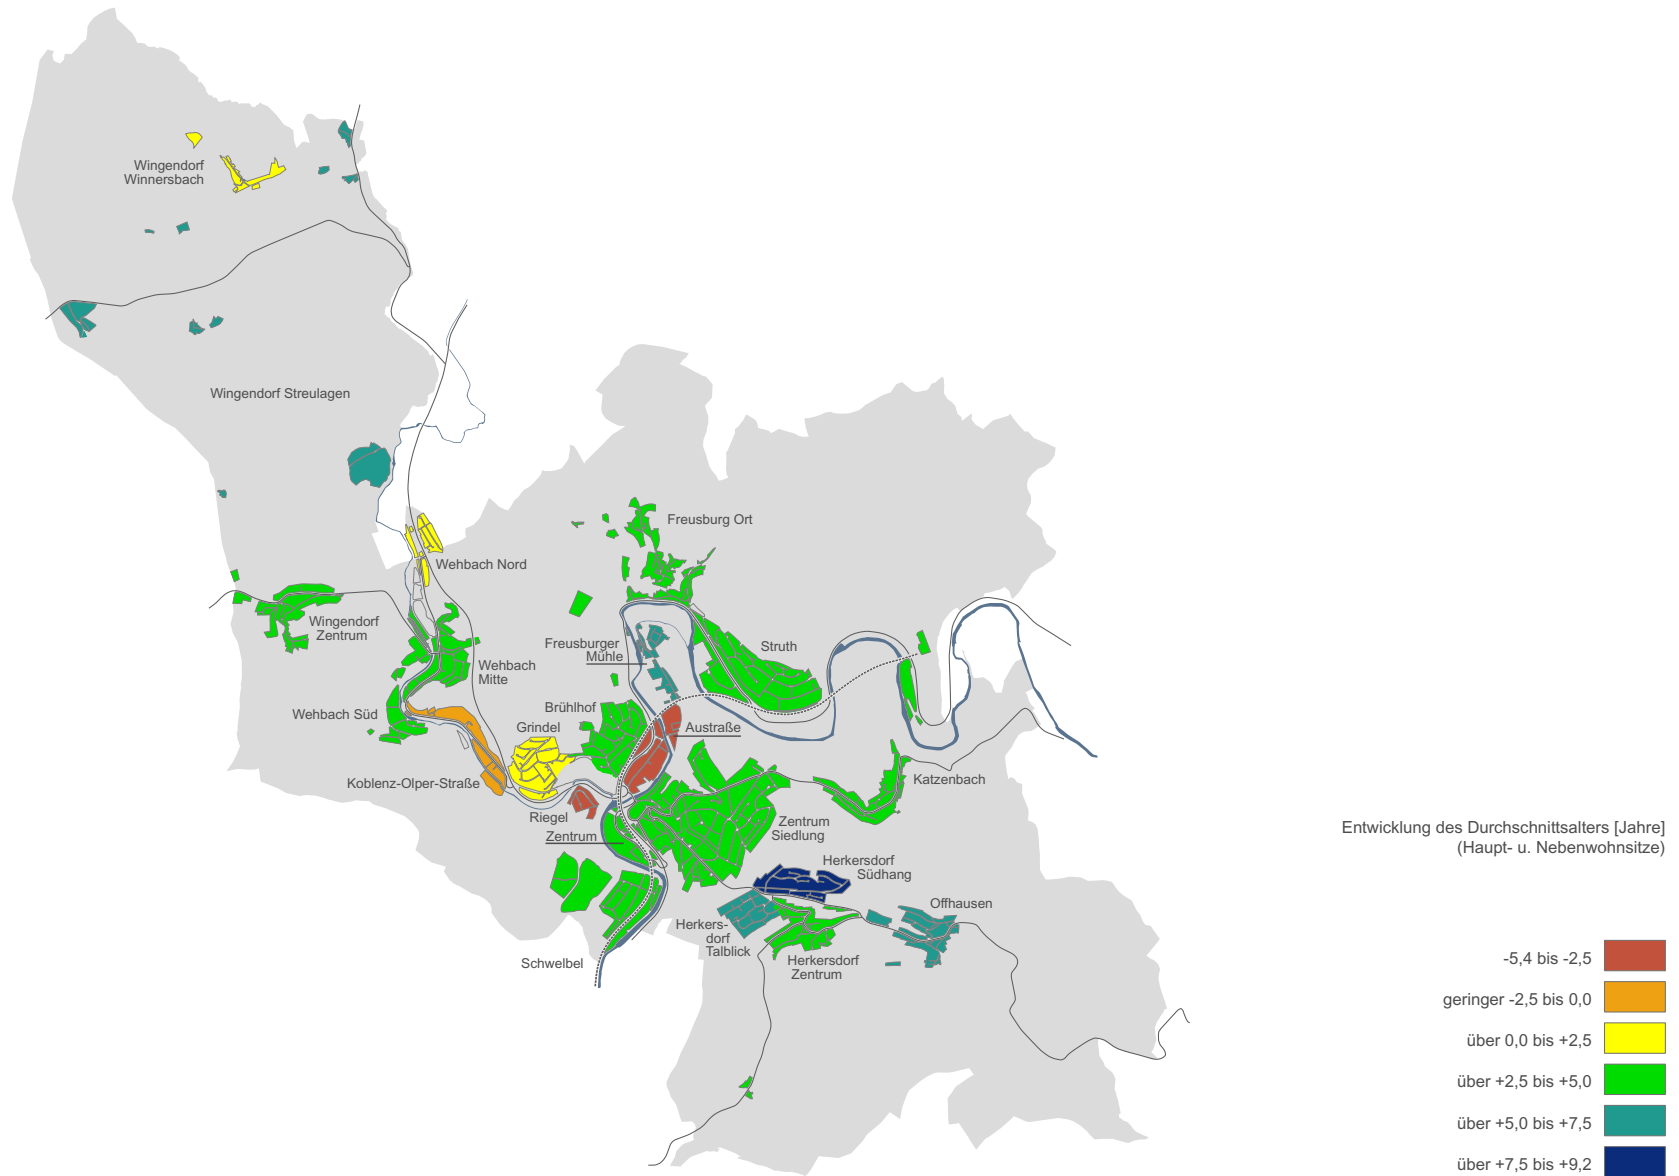 Wingendorf
Winnersbach
Wingendorf Streulagen
Freusburg Ort
Wehbach Nord
Wingendorf
Zentrum
Freusburger
Mühle
Struth
Wehbach
Mitte
Wehbach Süd
Brühlhof
Grindel
Austraße
Koblenz-Olper-Straße
Katzenbach
Riegel
Zentrum
Zentrum
Siedlung
Herkersdorf
Südhang
Offhausen
Herkers-
dorf
Talblick
Herkersdorf
Zentrum
Schwelbel
Entwicklung des Durchschnittsalters [Jahre]
(Haupt- u. Nebenwohnsitze)
-5,4 bis -2,5
geringer -2,5 bis 0,0
über 0,0 bis +2,5
über +2,5 bis +5,0
über +5,0 bis +7,5
über +7,5 bis +9,2